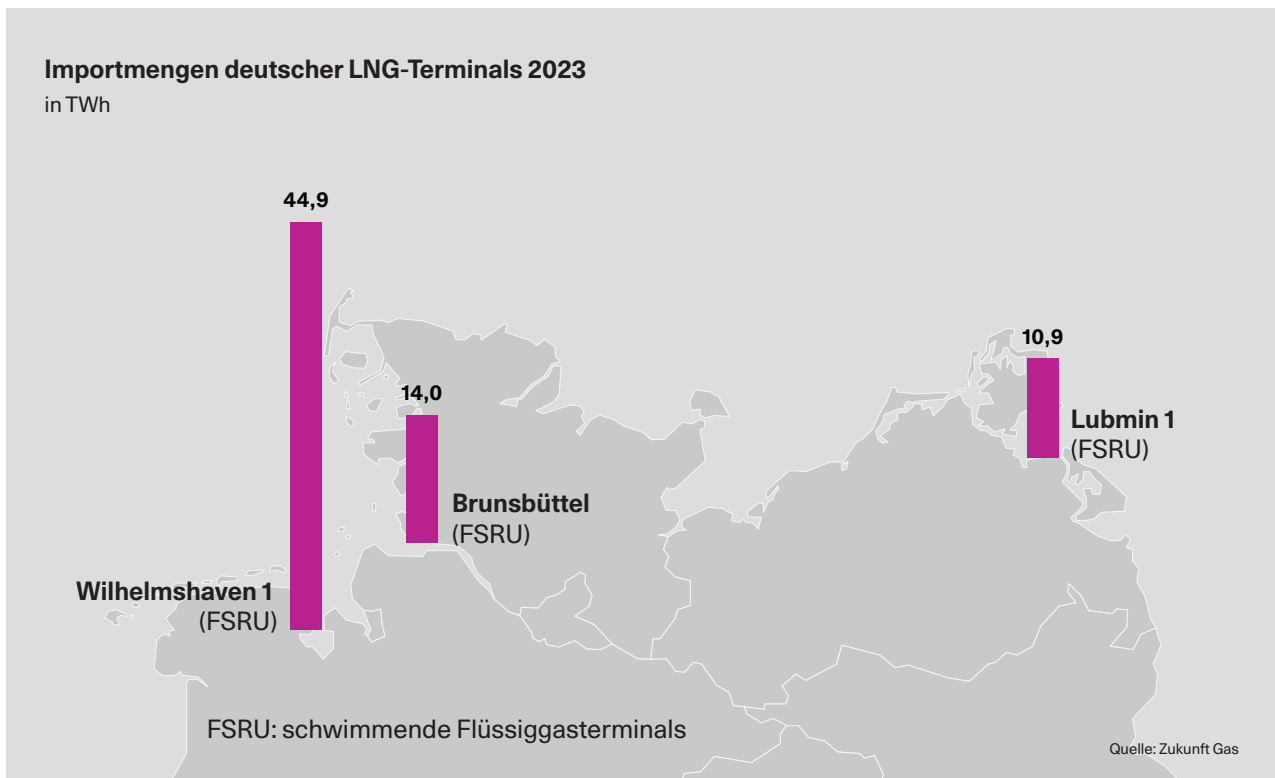 Importmengen deutscher LNG-Terminals 2023
in TWh
44,9
14,0
10,9
Lubmin 1
(FSRU)
Brunsbüttel
(FSRU)
Wilhelmshaven 1
(FSRU)
FSRU: schwimmende Flüssiggasterminals
Quelle: Zukunft Gas